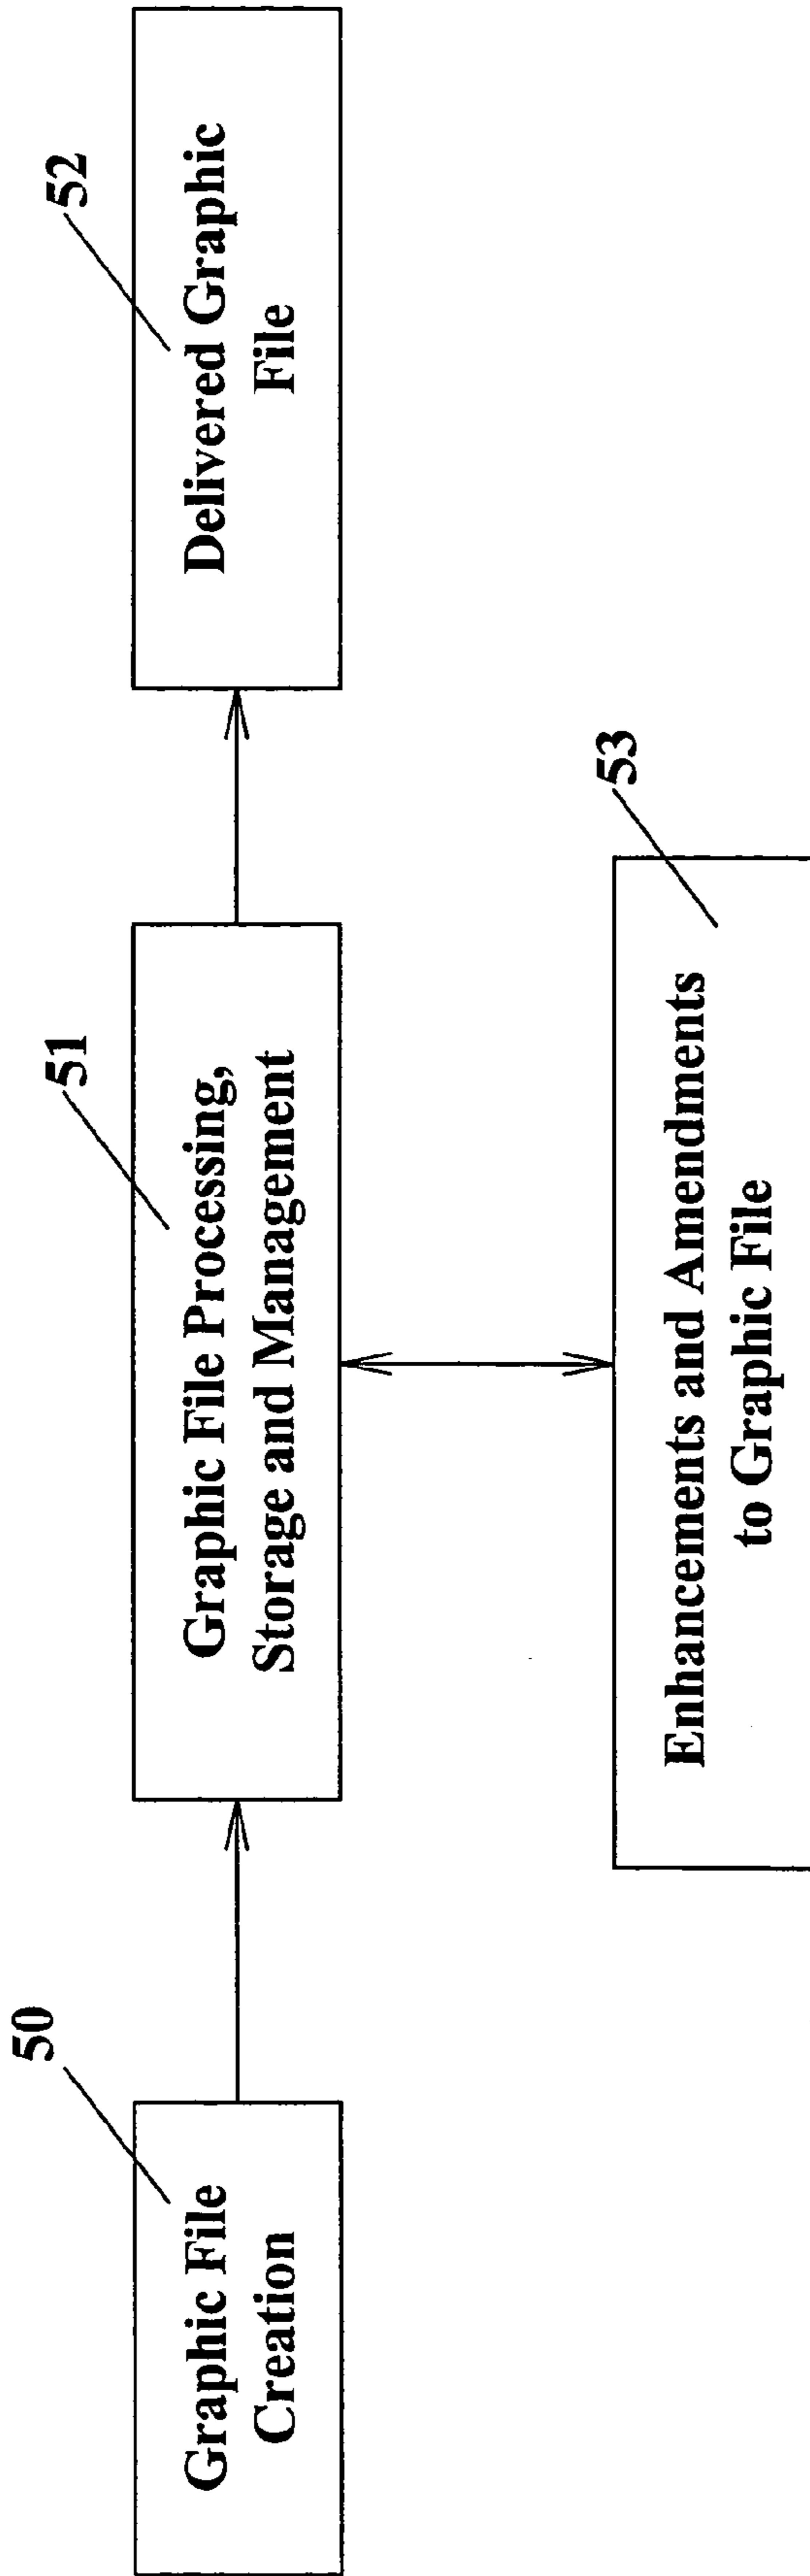 50
Graphic File
Creation
51
Graphic File Processing,
Storage and Management
52
Delivered Graphic
File
53
Enhancements and Amendments
to Graphic File